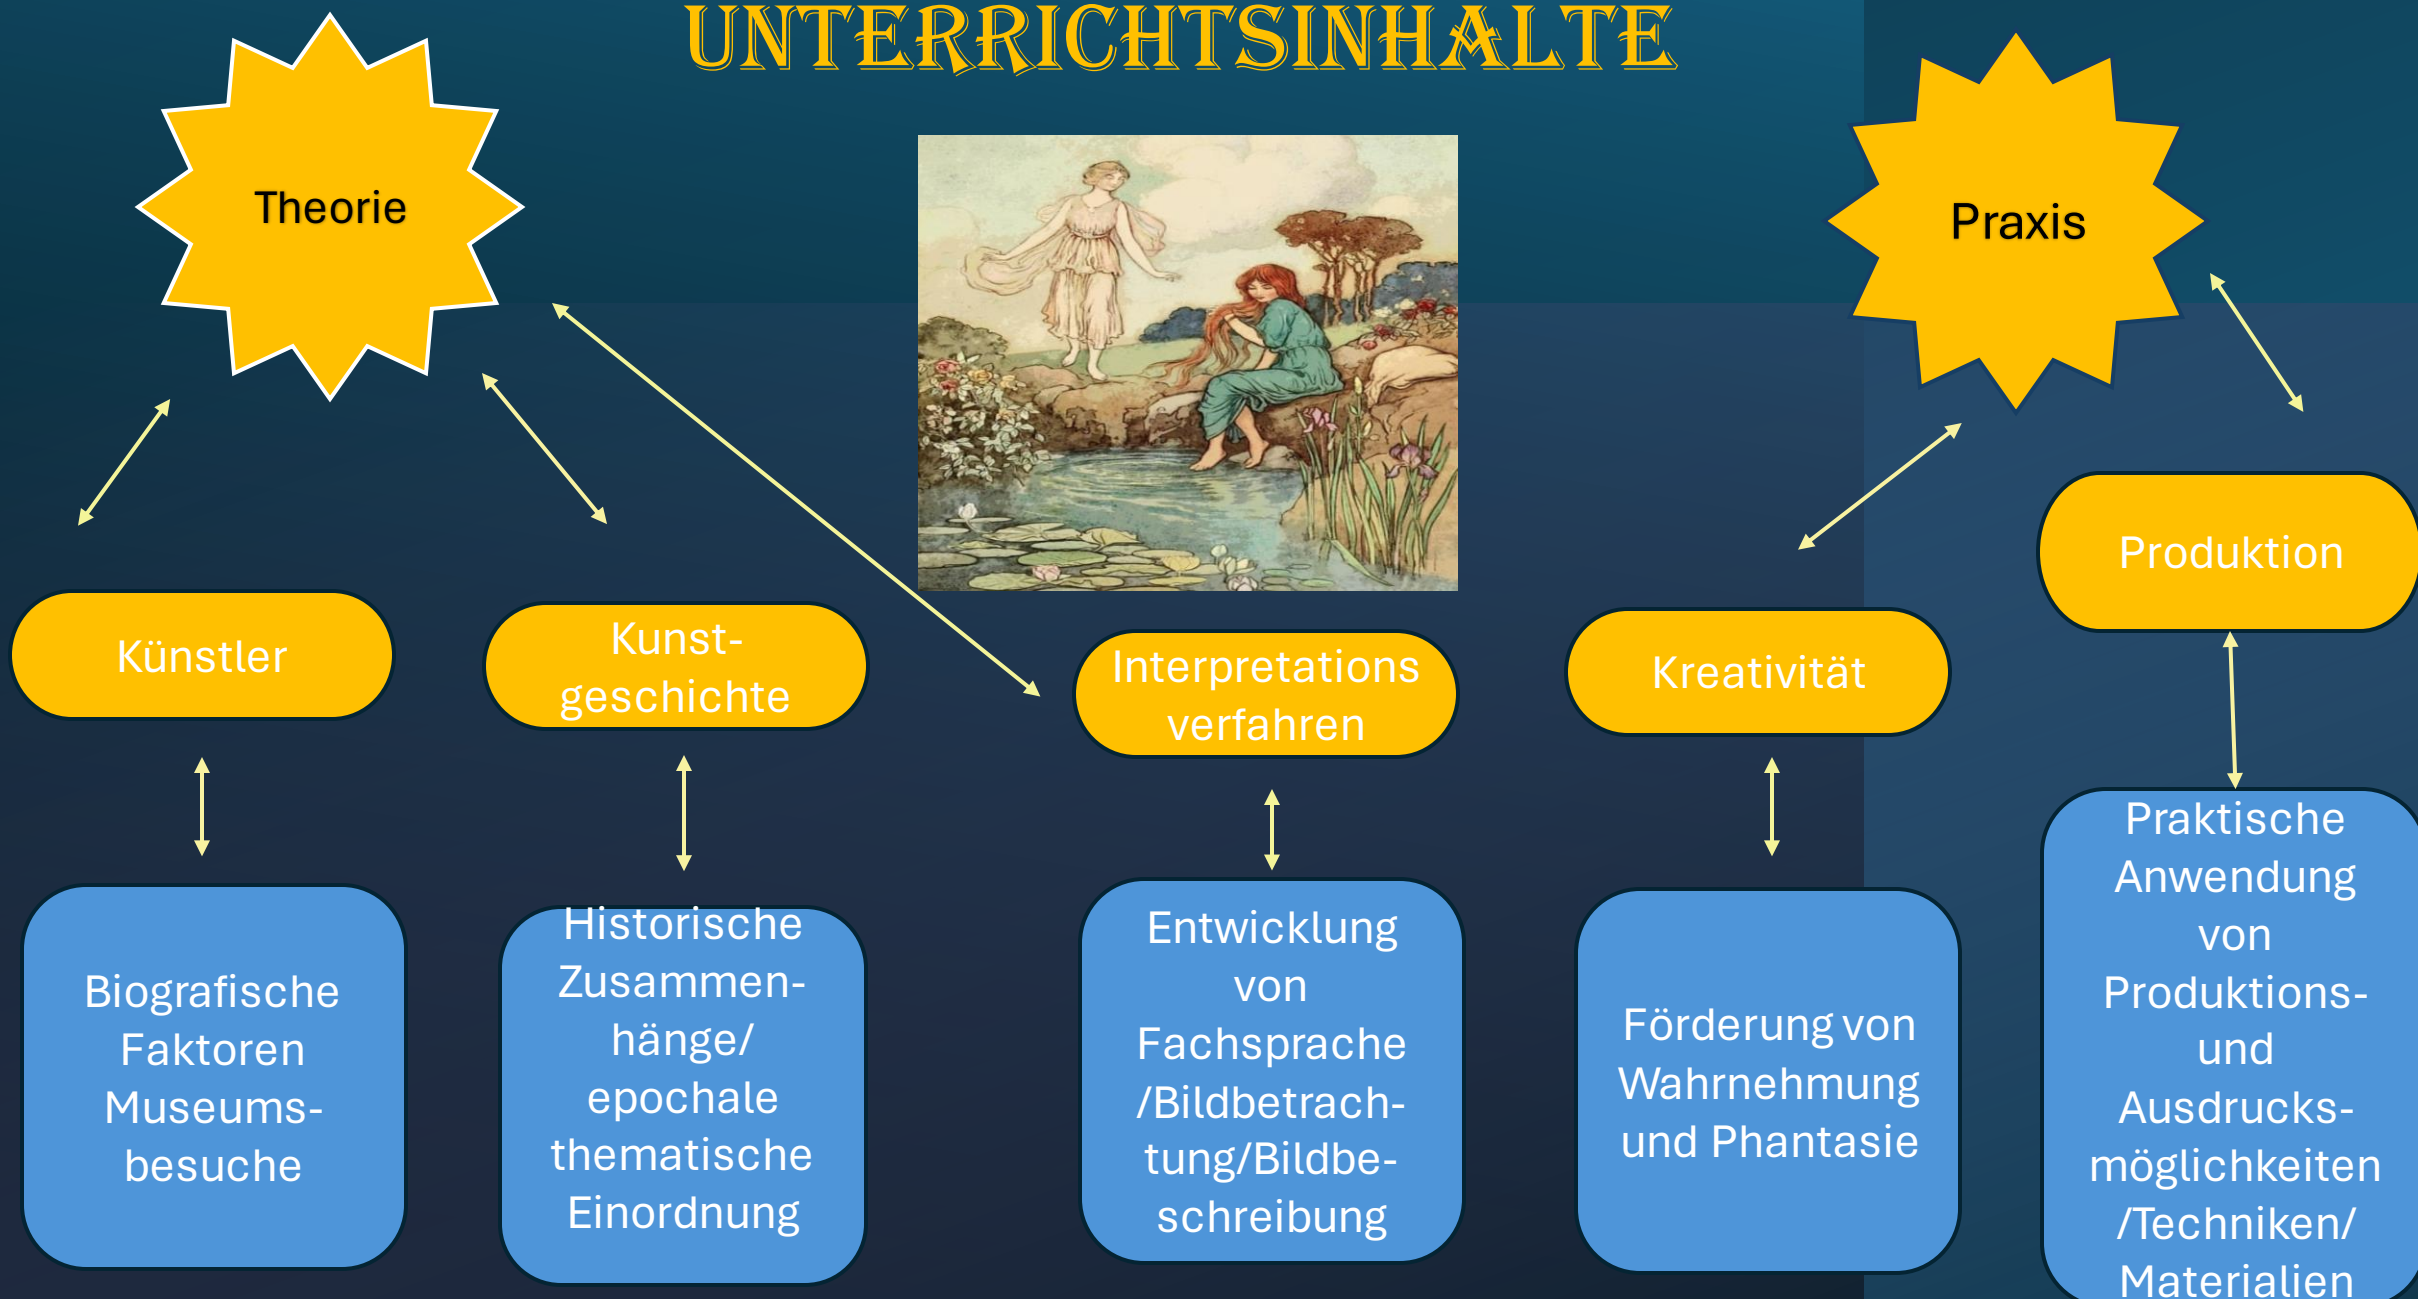 UNTERRICHTSINHALTE
Theorie
Praxis
Künstler
Kunst-
geschichte
Interpretations
verfahren
Kreativität
Produktion
Biografische
Faktoren
Museums-
besuche
Historische
Zusammen-
hänge/
epochale
thematische
Einordnung
Entwicklung
von
Fachsprache
/Bildbetrach-
tung/Bildbe-
schreibung
Förderung von
Wahrnehmung
und Phantasie
Praktische
Anwendung
von
Produktions-
und
Ausdrucks-
möglichkeiten
/Techniken/
Materialien